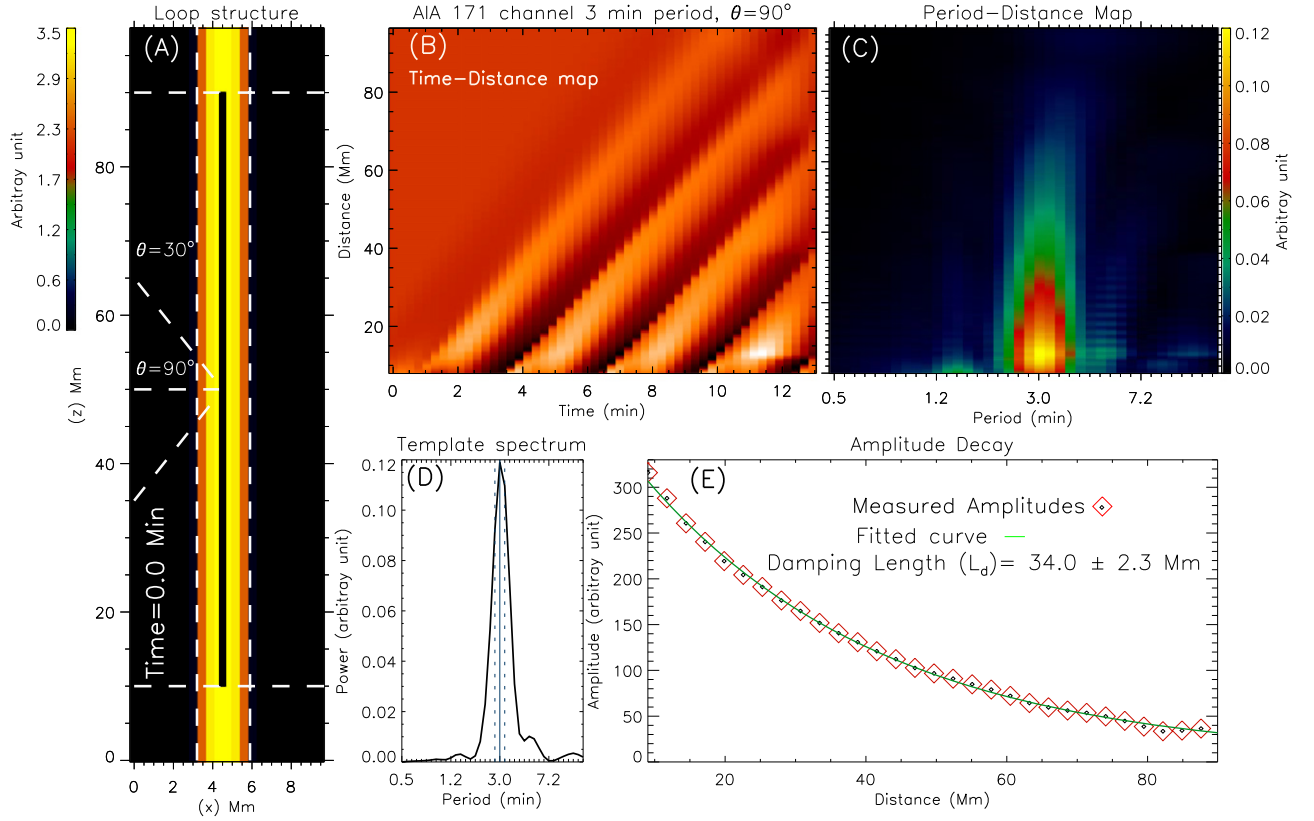 Loop structure
AIA 171 channel 3 min period, θ=90°
Period-Distance Map
3.5
2.9
2.3
1.7
1.2
0.6
0.0
Arbitray unit
(A)
80
60
40
20
0
(z) Mm
θ=30°
θ=90°
Time=0.0 Min
0 2 4 6 8
(x) Mm
(B)
Time-Distance map
80
60
40
20
Distance (Mm)
0 2 4 6 8 10 12
Time (min)
(C)
0.5 1.2 3.0 7.2
Period (min)
0.12
0.10
0.08
0.06
0.04
0.02
0.00
Arbitray unit
Template spectrum
(D)
0.12
0.10
0.08
0.06
0.04
0.02
0.00
Power (arbitray unit)
0.5 1.2 3.0 7.2
Period (min)
Amplitude Decay
(E)
Measured Amplitudes
Fitted curve
Damping Length (Ld)= 34.0 ± 2.3 Mm
300
250
200
150
100
50
0
Amplitude (arbitray unit)
20 40 60 80
Distance (Mm)